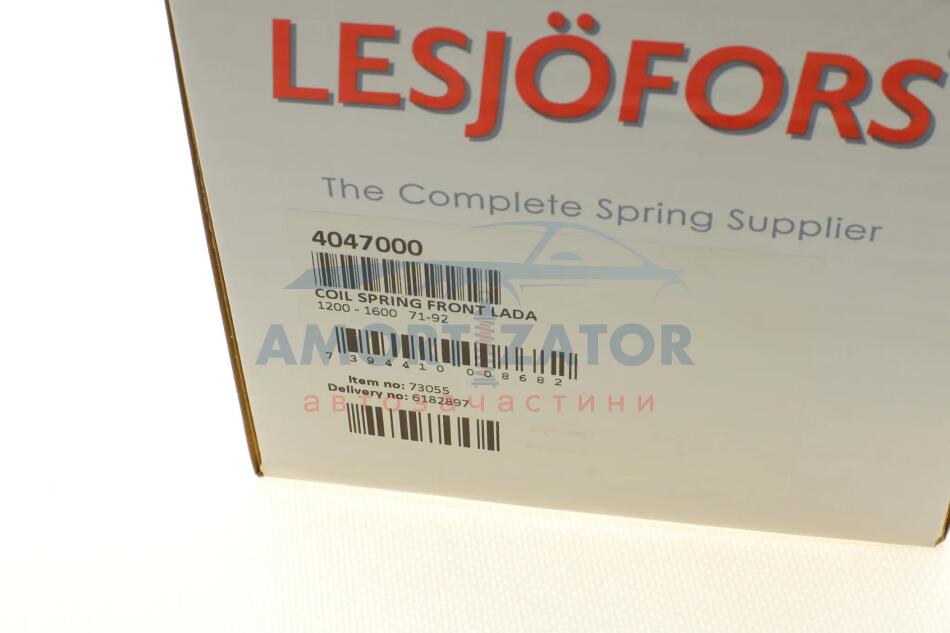 LESJÖFORS
The Complete Spring Supplier
4047000
COIL SPRING FRONT LADA
1200 - 1600 71-92
AMORTIZATOR
7 394410 008682
Item no: 73055
Delivery no: 6182897
автозачастини